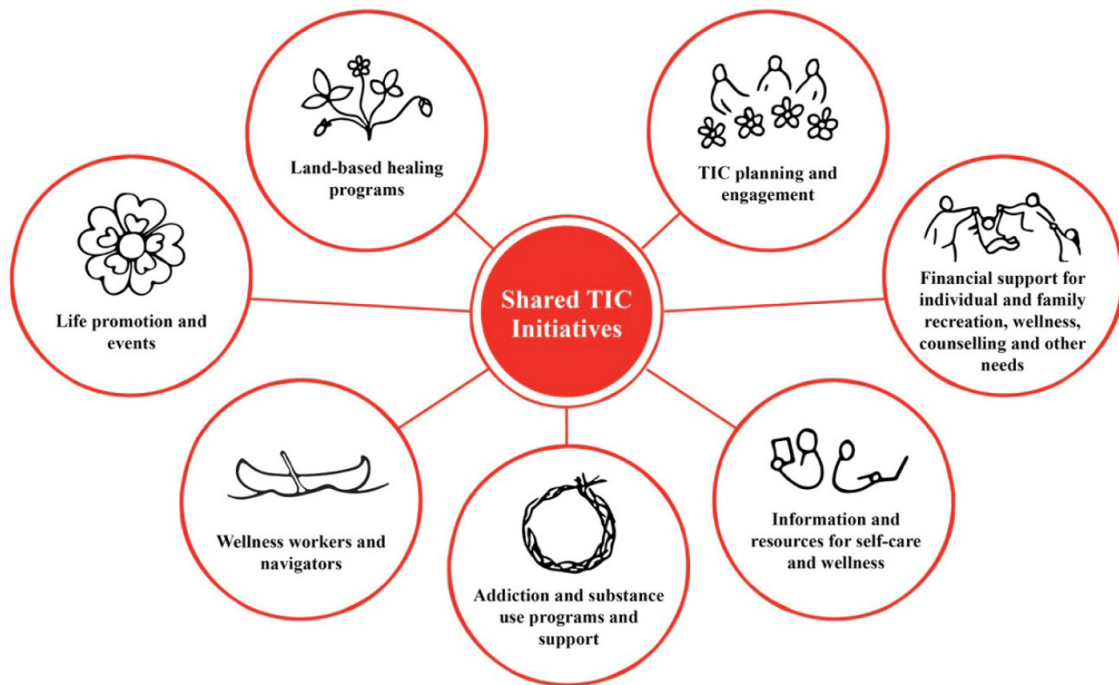 Land-based healing
programs
TIC planning and
engagement
Life promotion and
events
Shared TIC
Initiatives
Financial support for
individual and family
recreation, wellness,
counselling and other
needs
Wellness workers and
navigators
Addiction and substance
use programs and
support
Information and
resources for self-care
and wellness